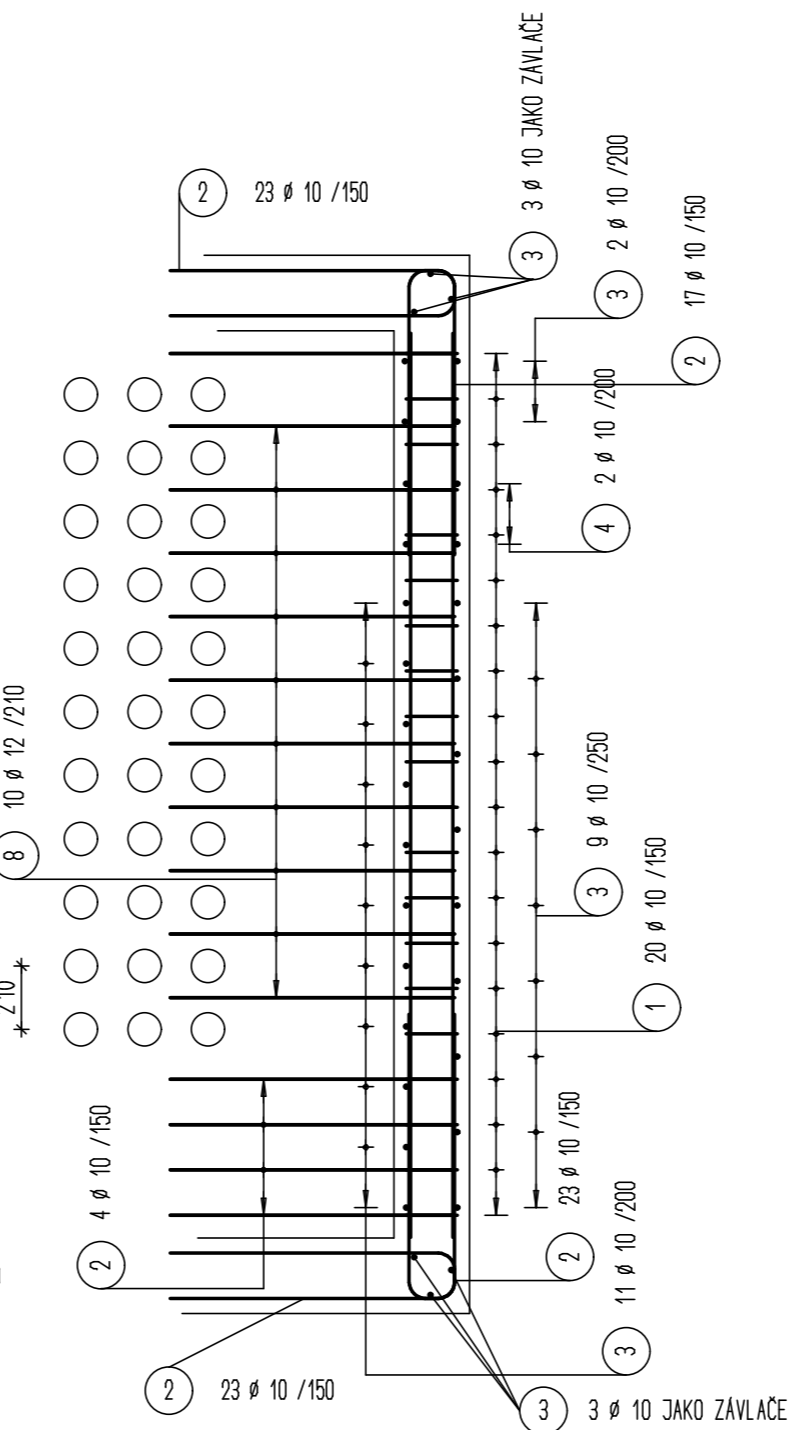 2 23 ø 10 /150
3 3 ø 10 JAKO ZÁVLAČE
3 2 ø 10 /200
2 17 ø 10 /150
4 2 ø 10 /200
8 10 ø 12 /210
3 9 ø 10 /250
1 20 ø 10 /150
210
2 4 ø 10 /150
2 23 ø 10 /150
3 11 ø 10 /200
2 23 ø 10 /150
3 3 ø 10 JAKO ZÁVLAČE